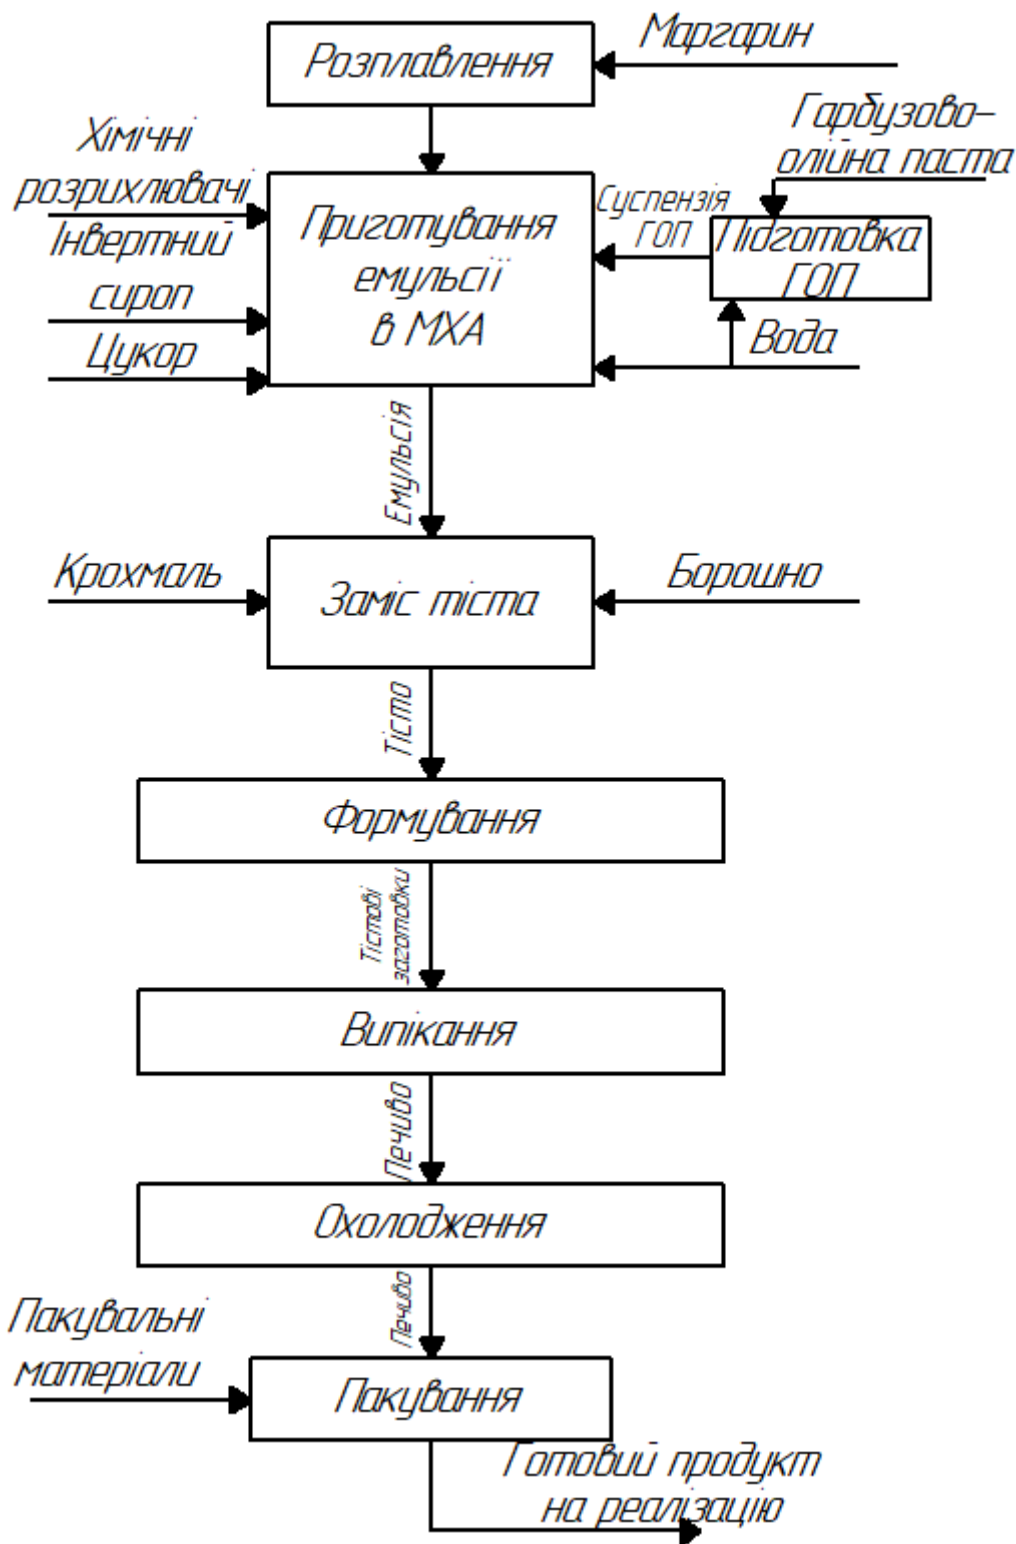 Розплавлення
Маргарин
Хімічні
розрихлювачі
Інвертний
сироп
Цукор
Приготування
емульсії
в МХА
Суспензія
ГОП
Гарбузово-
олійна паста
Підготовка
ГОП
Вода
Емульсія
Крохмаль
Заміс тіста
Борошно
Тісто
Формування
Тістові
заготовки
Випікання
Печиво
Охолодження
Печиво
Пакувальні
матеріали
Пакування
Готовий продукт
на реалізацію